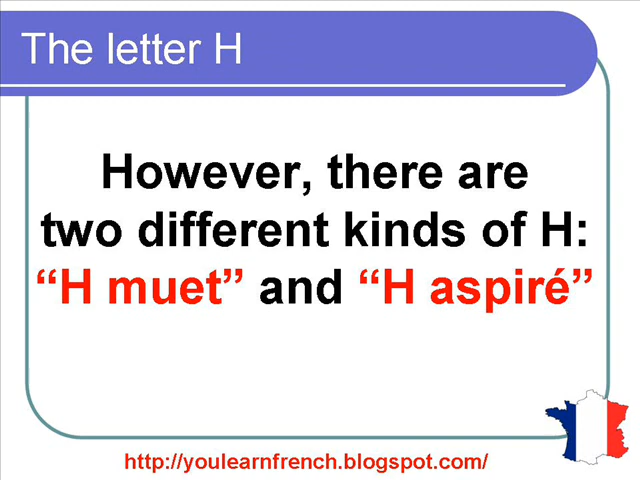 The letter H
However, there are
two different kinds of H:
“H muet” and “H aspiré”
http://youlearnfrench.blogspot.com/